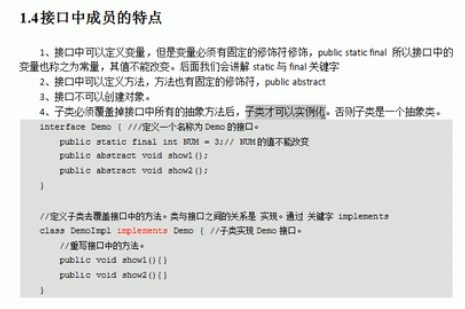 1.4接口中成员的特点
1、接口中可以定义变量，但是变量必须有固定的修饰符修饰，public static final 所以接口中的
变量也称之为常量，其值不能改变。后面我们会讲解 static 与 final 关键字
2、接口中可以定义方法，方法也有固定的修饰符，public abstract
3、接口不可以创建对象。
4、子类必须覆盖掉接口中所有的抽象方法后，子类才可以实例化。否则子类是一个抽象类。
interface Demo { ///定义一个名称为 Demo 的接口。
public static final int NUM = 3;// NUM 的值不能改变
public abstract void show1();
public abstract void show2();
}
//定义子类去覆盖接口中的方法。类与接口之间的关系是 实现。通过 关键字 implements
class DemoImpl implements Demo { //子类实现 Demo 接口。
//重写接口中的方法。
public void show1(){}
public void show2(){}
}